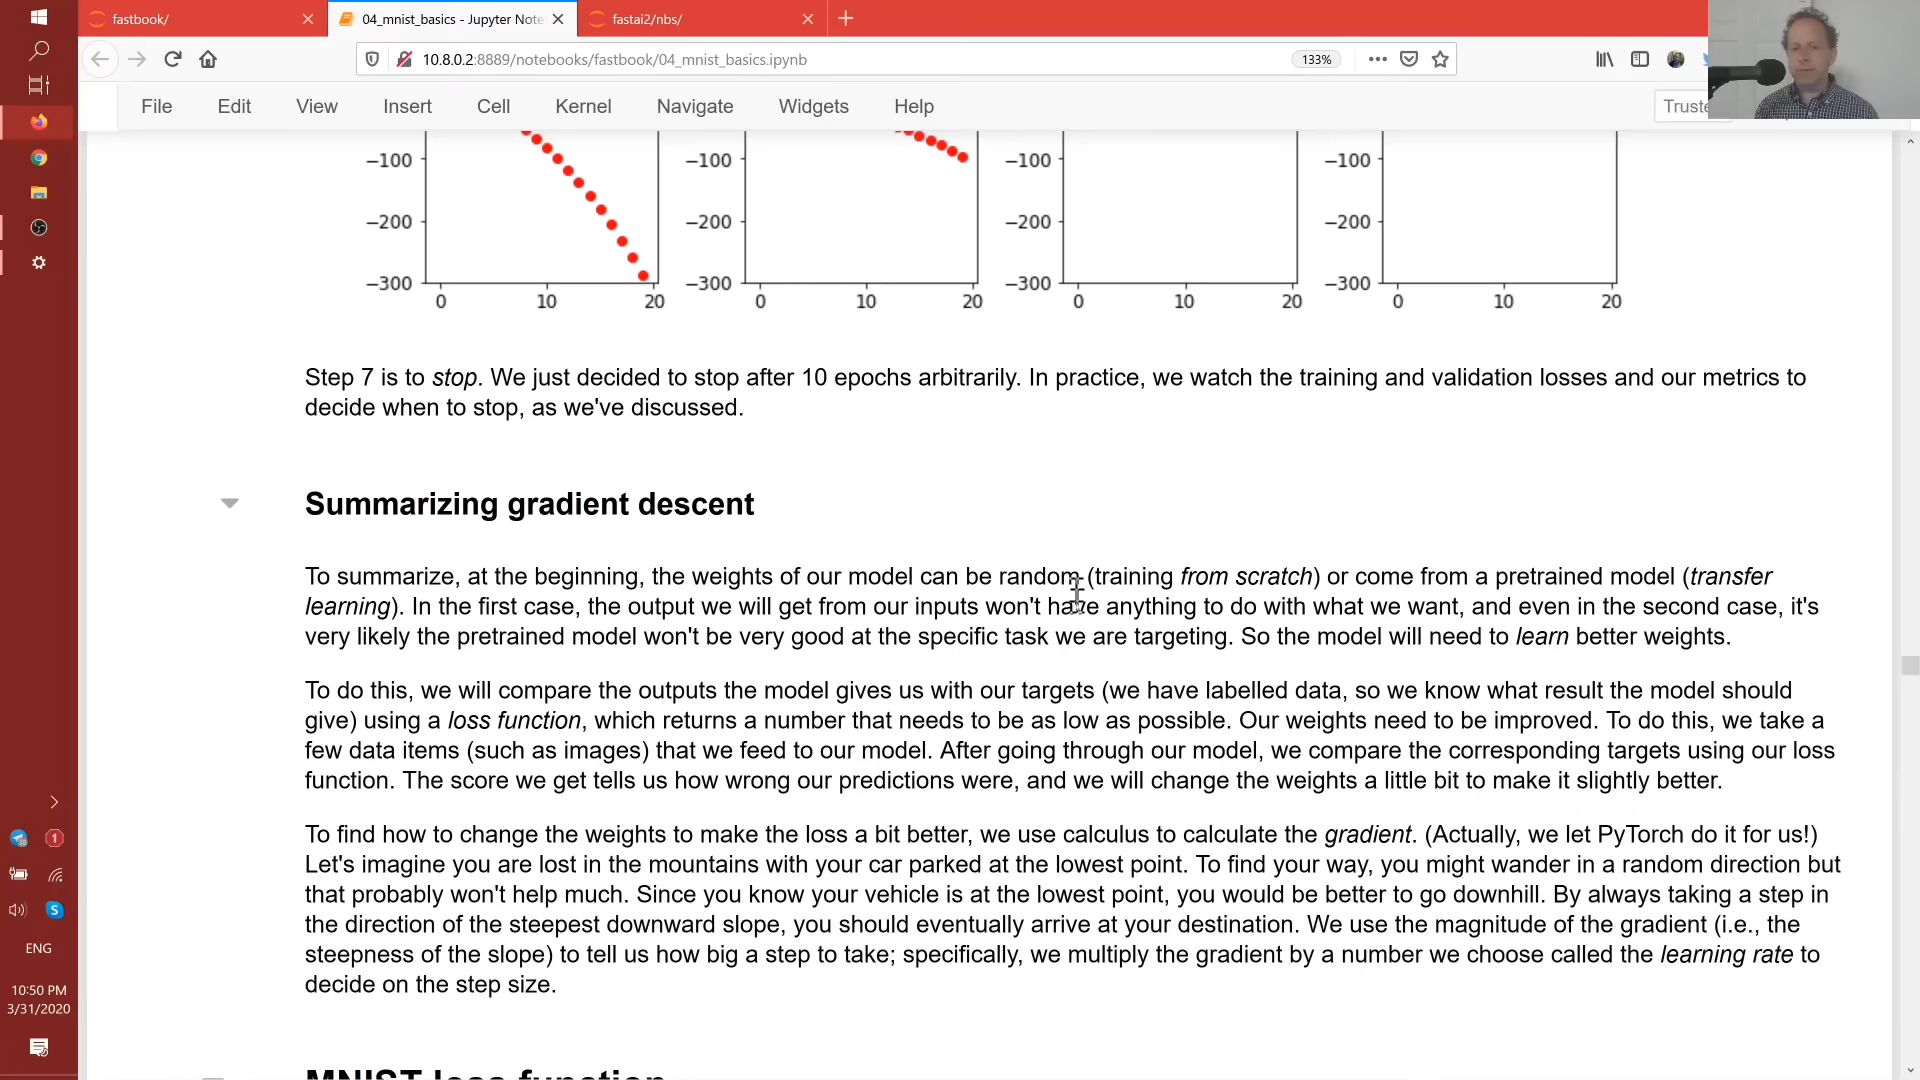 fastbook/
04_mnist_basics - Jupyter Note
fastai2/nbs/
10.8.0.2:8889/notebooks/fastbook/04_mnist_basics.ipynb
133%
File Edit View Insert Cell Kernel Navigate Widgets Help
Truste
−100 −100 −100 −100
−200 −200 −200 −200
−300 −300 −300 −300
0 10 20 0 10 20 0 10 20 0 10 20
Step 7 is to stop. We just decided to stop after 10 epochs arbitrarily. In practice, we watch the training and validation losses and our metrics to
decide when to stop, as we've discussed.
Summarizing gradient descent
To summarize, at the beginning, the weights of our model can be random (training from scratch) or come from a pretrained model (transfer
learning). In the first case, the output we will get from our inputs won't have anything to do with what we want, and even in the second case, it's
very likely the pretrained model won't be very good at the specific task we are targeting. So the model will need to learn better weights.
To do this, we will compare the outputs the model gives us with our targets (we have labelled data, so we know what result the model should
give) using a loss function, which returns a number that needs to be as low as possible. Our weights need to be improved. To do this, we take a
few data items (such as images) that we feed to our model. After going through our model, we compare the corresponding targets using our loss
function. The score we get tells us how wrong our predictions were, and we will change the weights a little bit to make it slightly better.
To find how to change the weights to make the loss a bit better, we use calculus to calculate the gradient. (Actually, we let PyTorch do it for us!)
Let's imagine you are lost in the mountains with your car parked at the lowest point. To find your way, you might wander in a random direction but
that probably won't help much. Since you know your vehicle is at the lowest point, you would be better to go downhill. By always taking a step in
the direction of the steepest downward slope, you should eventually arrive at your destination. We use the magnitude of the gradient (i.e., the
steepness of the slope) to tell us how big a step to take; specifically, we multiply the gradient by a number we choose called the learning rate to
decide on the step size.
MNIST loss function
1
S
ENG
10:50 PM
3/31/2020